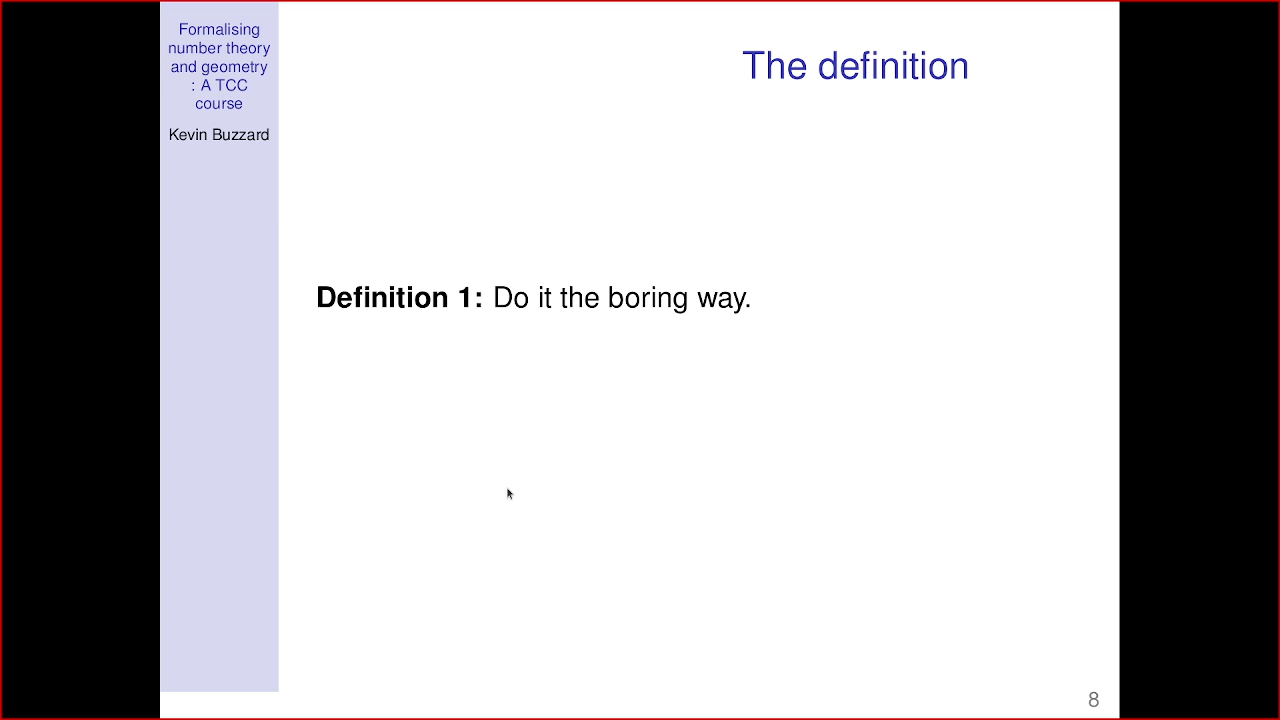 Formalising
number theory
and geometry
: A TCC
course
Kevin Buzzard
The definition
Definition 1: Do it the boring way.
8